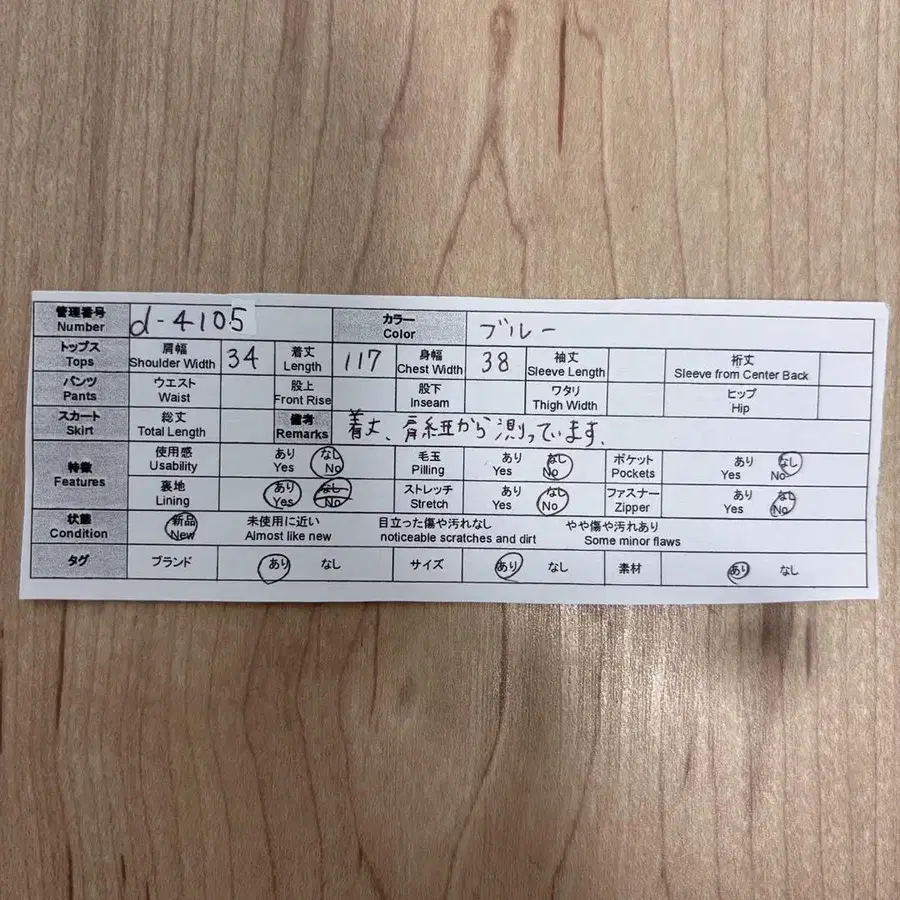 管理番号 Number d-4105 カラー Color ブルー
トップス Tops 肩幅 Shoulder Width 34 着丈 Length 117 身幅 Chest Width 38 袖丈 Sleeve Length 裄丈 Sleeve from Center Back
パンツ Pants ウエスト Waist 股上 Front Rise 股下 Inseam ワタリ Thigh Width ヒップ Hip
スカート Skirt 総丈 Total Length 備考 Remarks 着丈、肩紐から測っています。
特徴 Features 使用感 Usability あり Yes なし No 毛玉 Pilling あり Yes なし No ポケット Pockets あり Yes なし No
裏地 Lining あり Yes なし No ストレッチ Stretch あり Yes なし No ファスナー Zipper あり Yes なし No
状態 Condition 新品 New 未使用に近い Almost like new 目立った傷や汚れなし noticeable scratches and dirt やや傷や汚れあり Some minor flaws
タグ ブランド あり なし サイズ あり なし 素材 あり なし